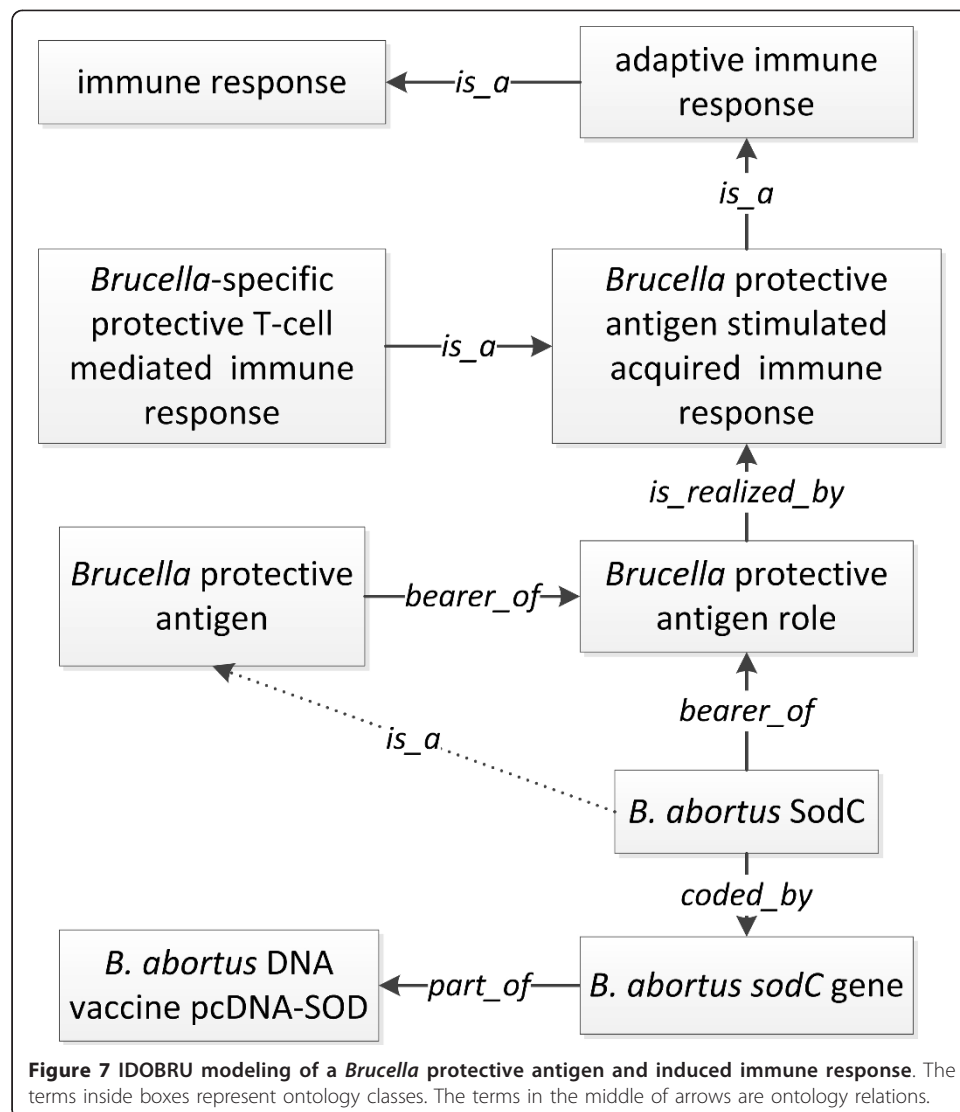 immune response
is_a
adaptive immune
response
is_a
Brucella-specific
protective T-cell
mediated immune
response
is_a
Brucella protective
antigen stimulated
acquired immune
response
is_realized_by
Brucella protective
antigen
bearer_of
Brucella protective
antigen role
is_a
bearer_of
B. abortus SodC
coded_by
B. abortus DNA
vaccine pcDNA-SOD
part_of
B. abortus sodC gene
Figure 7 IDOBRU modeling of a Brucella protective antigen and induced immune response. The
terms inside boxes represent ontology classes. The terms in the middle of arrows are ontology relations.